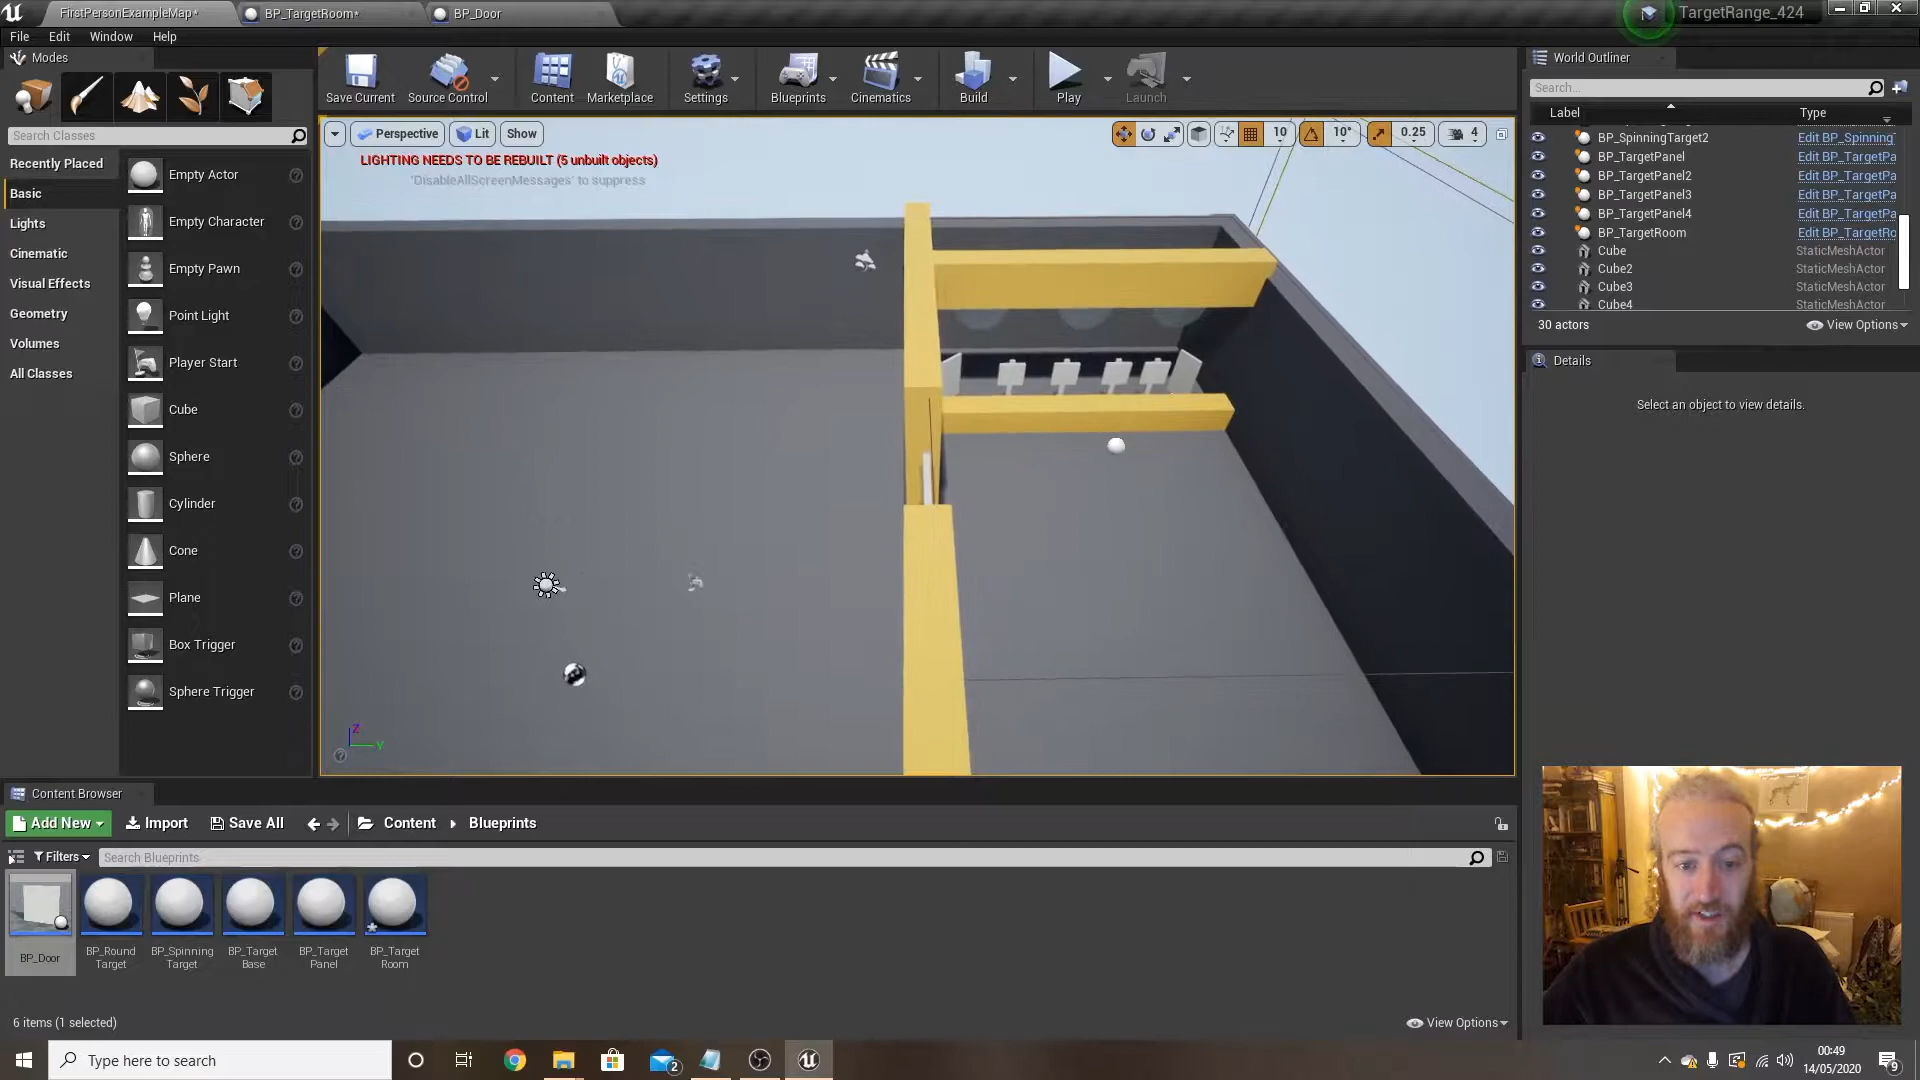 FirstPersonExampleMap*
BP_TargetRoom*
BP_Door
TargetRange_424
File Edit Window Help
Modes
Search Classes
Recently Placed
Basic
Lights
Cinematic
Visual Effects
Geometry
Volumes
All Classes
Empty Actor
Empty Character
Empty Pawn
Point Light
Player Start
Cube
Sphere
Cylinder
Cone
Plane
Box Trigger
Sphere Trigger
Save Current
Source Control
Content
Marketplace
Settings
Blueprints
Cinematics
Build
Play
Launch
Perspective Lit Show
10 10° 0.25 4
LIGHTING NEEDS TO BE REBUILT (5 unbuilt objects)
'DisableAllScreenMessages' to suppress
Z
Y
World Outliner
Search...
Label Type
BP_SpinningTarget2 Edit BP_Spinning
BP_TargetPanel Edit BP_TargetPa
BP_TargetPanel2 Edit BP_TargetPa
BP_TargetPanel3 Edit BP_TargetPa
BP_TargetPanel4 Edit BP_TargetPa
BP_TargetRoom Edit BP_TargetRo
Cube StaticMeshActor
Cube2 StaticMeshActor
Cube3 StaticMeshActor
Cube4 StaticMeshActor
30 actors View Options
Details
Select an object to view details.
Content Browser
Add New Import Save All Content Blueprints
Filters Search Blueprints
BP_Door
BP_Round
Target
BP_Spinning
Target
BP_Target
Base
BP_Target
Panel
BP_Target
Room
6 items (1 selected) View Options
Type here to search
2
00:49
14/05/2020
9